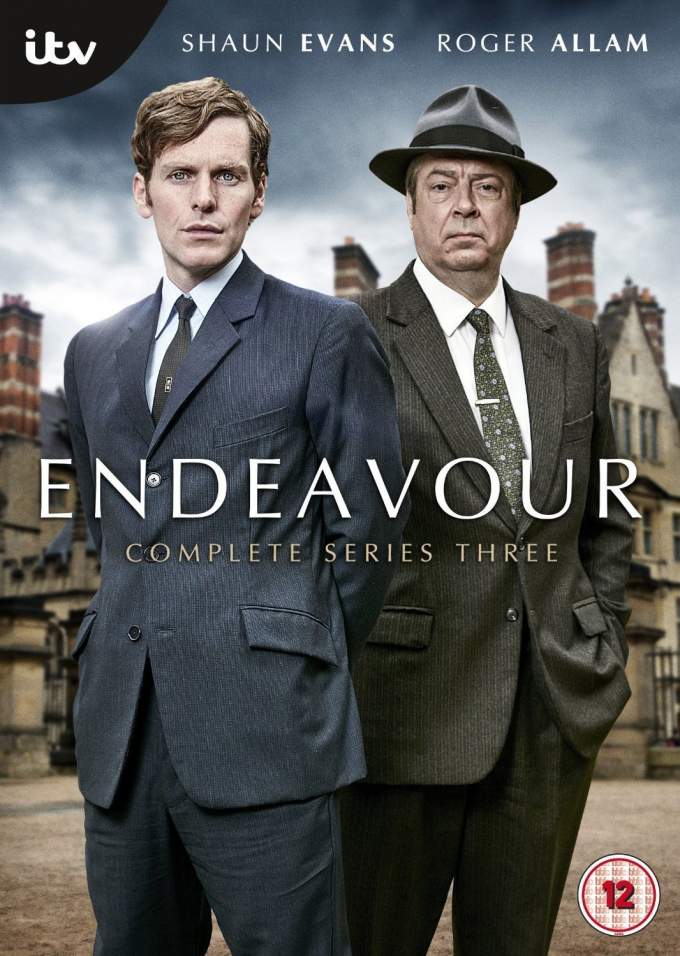 itv
SHAUN EVANS ROGER ALLAM
ENDEAVOUR
COMPLETE SERIES THREE
12